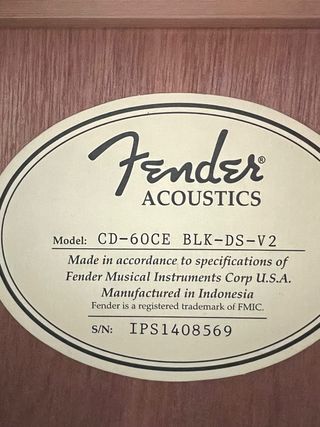 Fender®
ACOUSTICS
Model: CD-60CE BLK-DS-V2
Made in accordance to specifications of
Fender Musical Instruments Corp U.S.A.
Manufactured in Indonesia
Fender is a registered trademark of FMIC.
S/N: IPS1408569